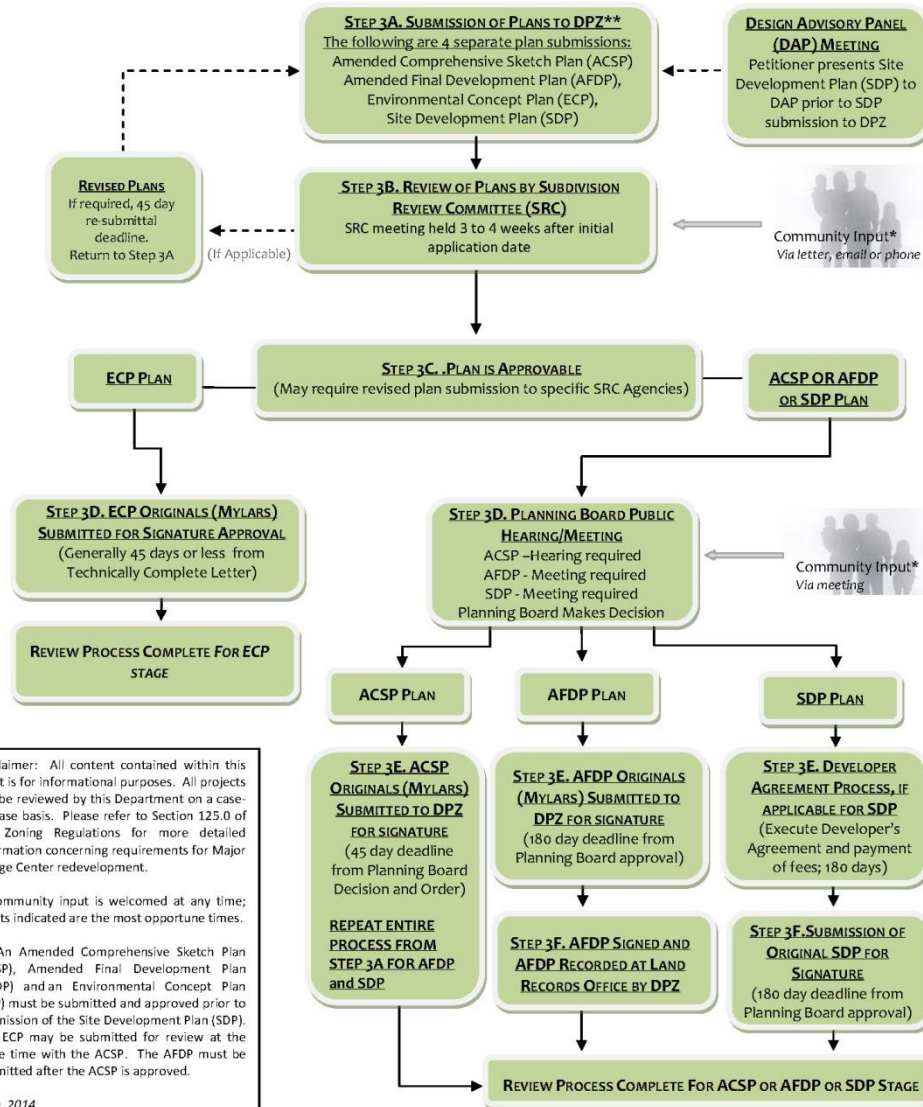 STEP 3A. SUBMISSION OF PLANS TO DPZ**
The following are 4 separate plan submissions:
Amended Comprehensive Sketch Plan (ACSP)
Amended Final Development Plan (AFDP),
Environmental Concept Plan (ECP),
Site Development Plan (SDP)
DESIGN ADVISORY PANEL
(DAP) MEETING
Petitioner presents Site
Development Plan (SDP) to
DAP prior to SDP
submission to DPZ
REVISED PLANS
If required, 45 day
re-submittal
deadline.
Return to Step 3A
(If Applicable)
STEP 3B. REVIEW OF PLANS BY SUBDIVISION
REVIEW COMMITTEE (SRC)
SRC meeting held 3 to 4 weeks after initial
application date
Community Input*
Via letter, email or phone
ECP PLAN
STEP 3C. .PLAN IS APPROVABLE
(May require revised plan submission to specific SRC Agencies)
ACSP OR AFDP
OR SDP PLAN
STEP 3D. ECP ORIGINALS (MYLARS)
SUBMITTED FOR SIGNATURE APPROVAL
(Generally 45 days or less from
Technically Complete Letter)
STEP 3D. PLANNING BOARD PUBLIC
HEARING/MEETING
ACSP –Hearing required
AFDP - Meeting required
SDP - Meeting required
Planning Board Makes Decision
Community Input*
Via meeting
REVIEW PROCESS COMPLETE FOR ECP
STAGE
ACSP PLAN
AFDP PLAN
SDP PLAN
STEP 3E. ACSP
ORIGINALS (MYLARS)
SUBMITTED TO DPZ
FOR SIGNATURE
(45 day deadline
from Planning Board
Decision and Order)
REPEAT ENTIRE
PROCESS FROM
STEP 3A FOR AFDP
AND SDP
STEP 3E. AFDP ORIGINALS
(MYLARS) SUBMITTED TO
DPZ FOR SIGNATURE
(180 day deadline from
Planning Board approval)
STEP 3F. AFDP SIGNED AND
AFDP RECORDED AT LAND
RECORDS OFFICE BY DPZ
STEP 3E. DEVELOPER
AGREEMENT PROCESS, IF
APPLICABLE FOR SDP
(Execute Developer's
Agreement and payment
of fees; 180 days)
STEP 3F.SUBMISSION OF
ORIGINAL SDP FOR
SIGNATURE
(180 day deadline from
Planning Board approval)
REVIEW PROCESS COMPLETE FOR ACSP OR AFDP OR SDP STAGE
laimer: All content contained within this
t is for informational purposes. All projects
be reviewed by this Department on a case-
ase basis. Please refer to Section 125.0 of
Zoning Regulations for more detailed
rmation concerning requirements for Major
ge Center redevelopment.
ommunity input is welcomed at any time;
ts indicated are the most opportune times.
An Amended Comprehensive Sketch Plan
SP), Amended Final Development Plan
DP) and an Environmental Concept Plan
P) must be submitted and approved prior to
mission of the Site Development Plan (SDP).
ECP may be submitted for review at the
e time with the ACSP. The AFDP must be
mitted after the ACSP is approved.
2014